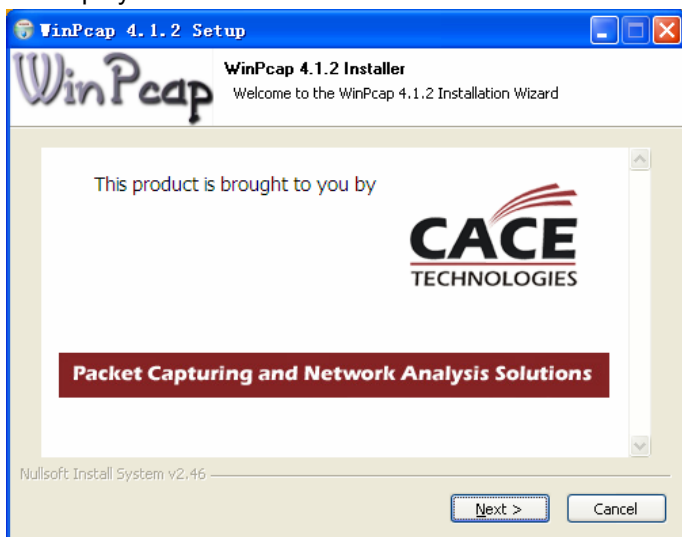 WinPcap 4.1.2 Setup
WinPcap
WinPcap 4.1.2 Installer
Welcome to the WinPcap 4.1.2 Installation Wizard
This product is brought to you by
CACE
TECHNOLOGIES
Packet Capturing and Network Analysis Solutions
Nullsoft Install System v2.46
Next >
Cancel